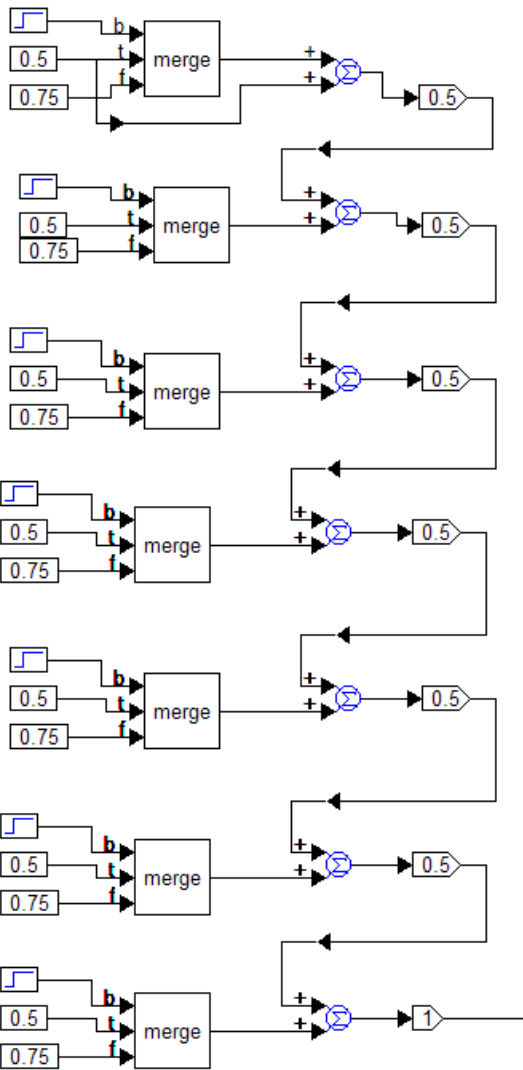 b
0.5 t merge +
0.75 f + Σ 0.5
b +
0.5 t merge + Σ 0.5
0.75 f
b +
0.5 t merge + Σ 0.5
0.75 f
b +
0.5 t merge + Σ 0.5
0.75 f
b +
0.5 t merge + Σ 0.5
0.75 f
b +
0.5 t merge + Σ 0.5
0.75 f
b +
0.5 t merge + Σ 1
0.75 f